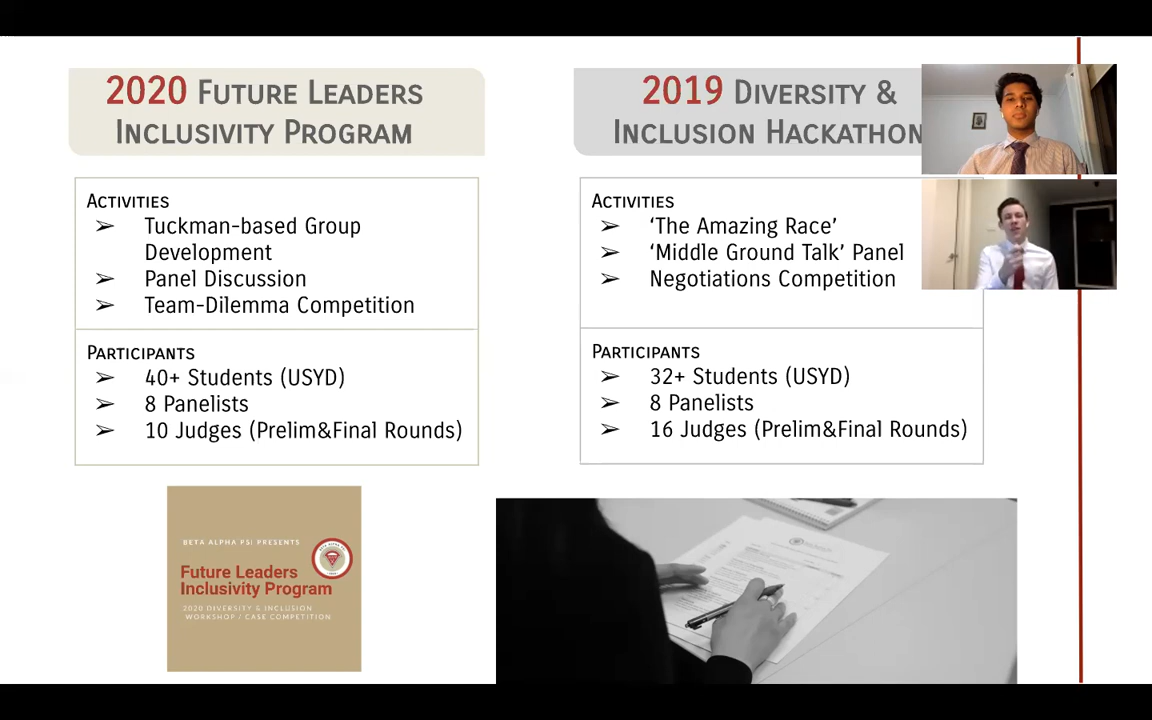 2020 FUTURE LEADERS
INCLUSIVITY PROGRAM
ACTIVITIES
➢ Tuckman-based Group
Development
➢ Panel Discussion
➢ Team-Dilemma Competition
PARTICIPANTS
➢ 40+ Students (USYD)
➢ 8 Panelists
➢ 10 Judges (Prelim&Final Rounds)
2019 DIVERSITY &
INCLUSION HACKATHON
ACTIVITIES
➢ ‘The Amazing Race’
➢ ‘Middle Ground Talk’ Panel
➢ Negotiations Competition
PARTICIPANTS
➢ 32+ Students (USYD)
➢ 8 Panelists
➢ 16 Judges (Prelim&Final Rounds)
BETA ALPHA PSI PRESENTS
Future Leaders
Inclusivity Program
2020 DIVERSITY & INCLUSION
WORKSHOP / CASE COMPETITION